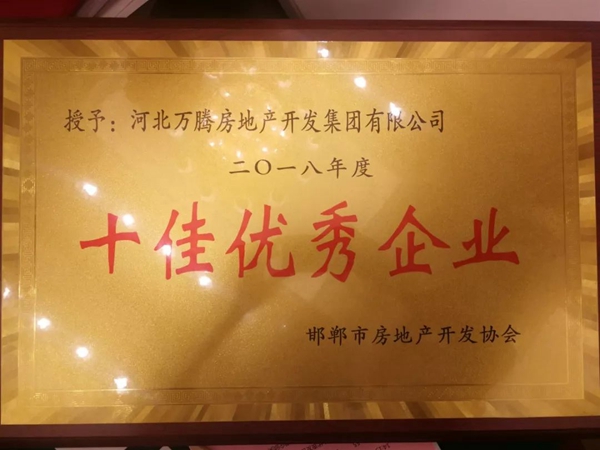 授予：河北万腾房地产开发集团有限公司
二〇一八年度
十佳优秀企业
邯郸市房地产开发协会